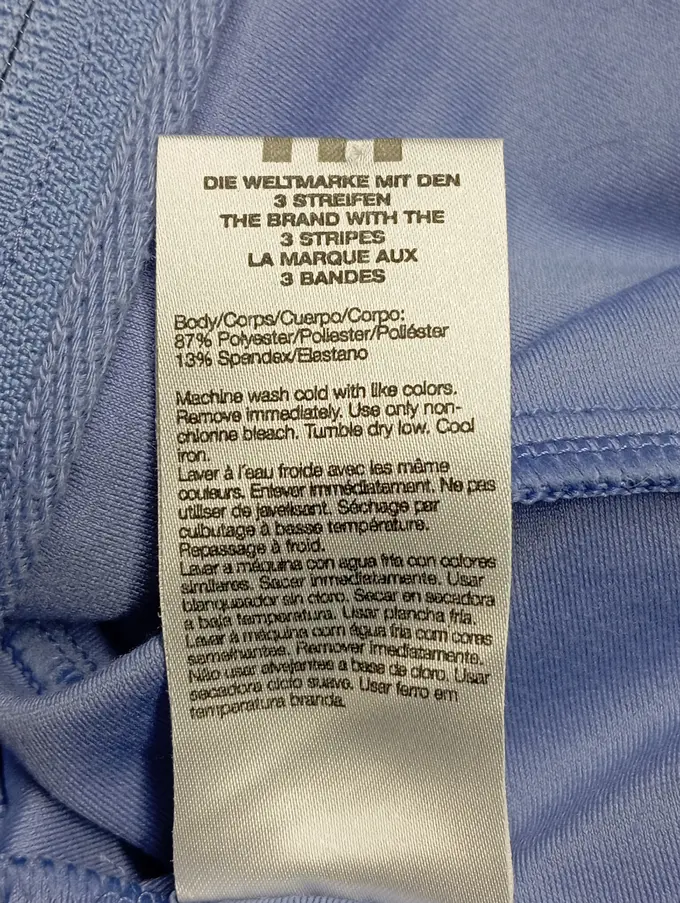 DIE WELTMARKE MIT DEN
3 STREIFEN
THE BRAND WITH THE
3 STRIPES
LA MARQUE AUX
3 BANDES
Body/Corps/Cuerpo/Corpo:
87% Polyester/Poliester/Poliéster
13% Spandex/Elastano
Machine wash cold with like colors.
Remove immediately. Use only non-
chlorine bleach. Tumble dry low. Cool
iron.
Laver à l'eau froide avec les même
couleurs. Enlever immédiatement. Ne pas
utiliser de javelisant. Séchage par
culbutage à basse température.
Repassage à froid.
Lavar a máquina con agua fria con colores
similares. Sacar inmediatamente. Usar
blanqueador sin cloro. Secar en secadora
a baja temperatura. Usar plancha fria.
Lavar à máquina com água fria com cores
semelhantes. Remover imediatamente.
Não usar alvejantes a base de cloro. Usar
secadora ciclo suave. Usar ferro em
temperatura branda.